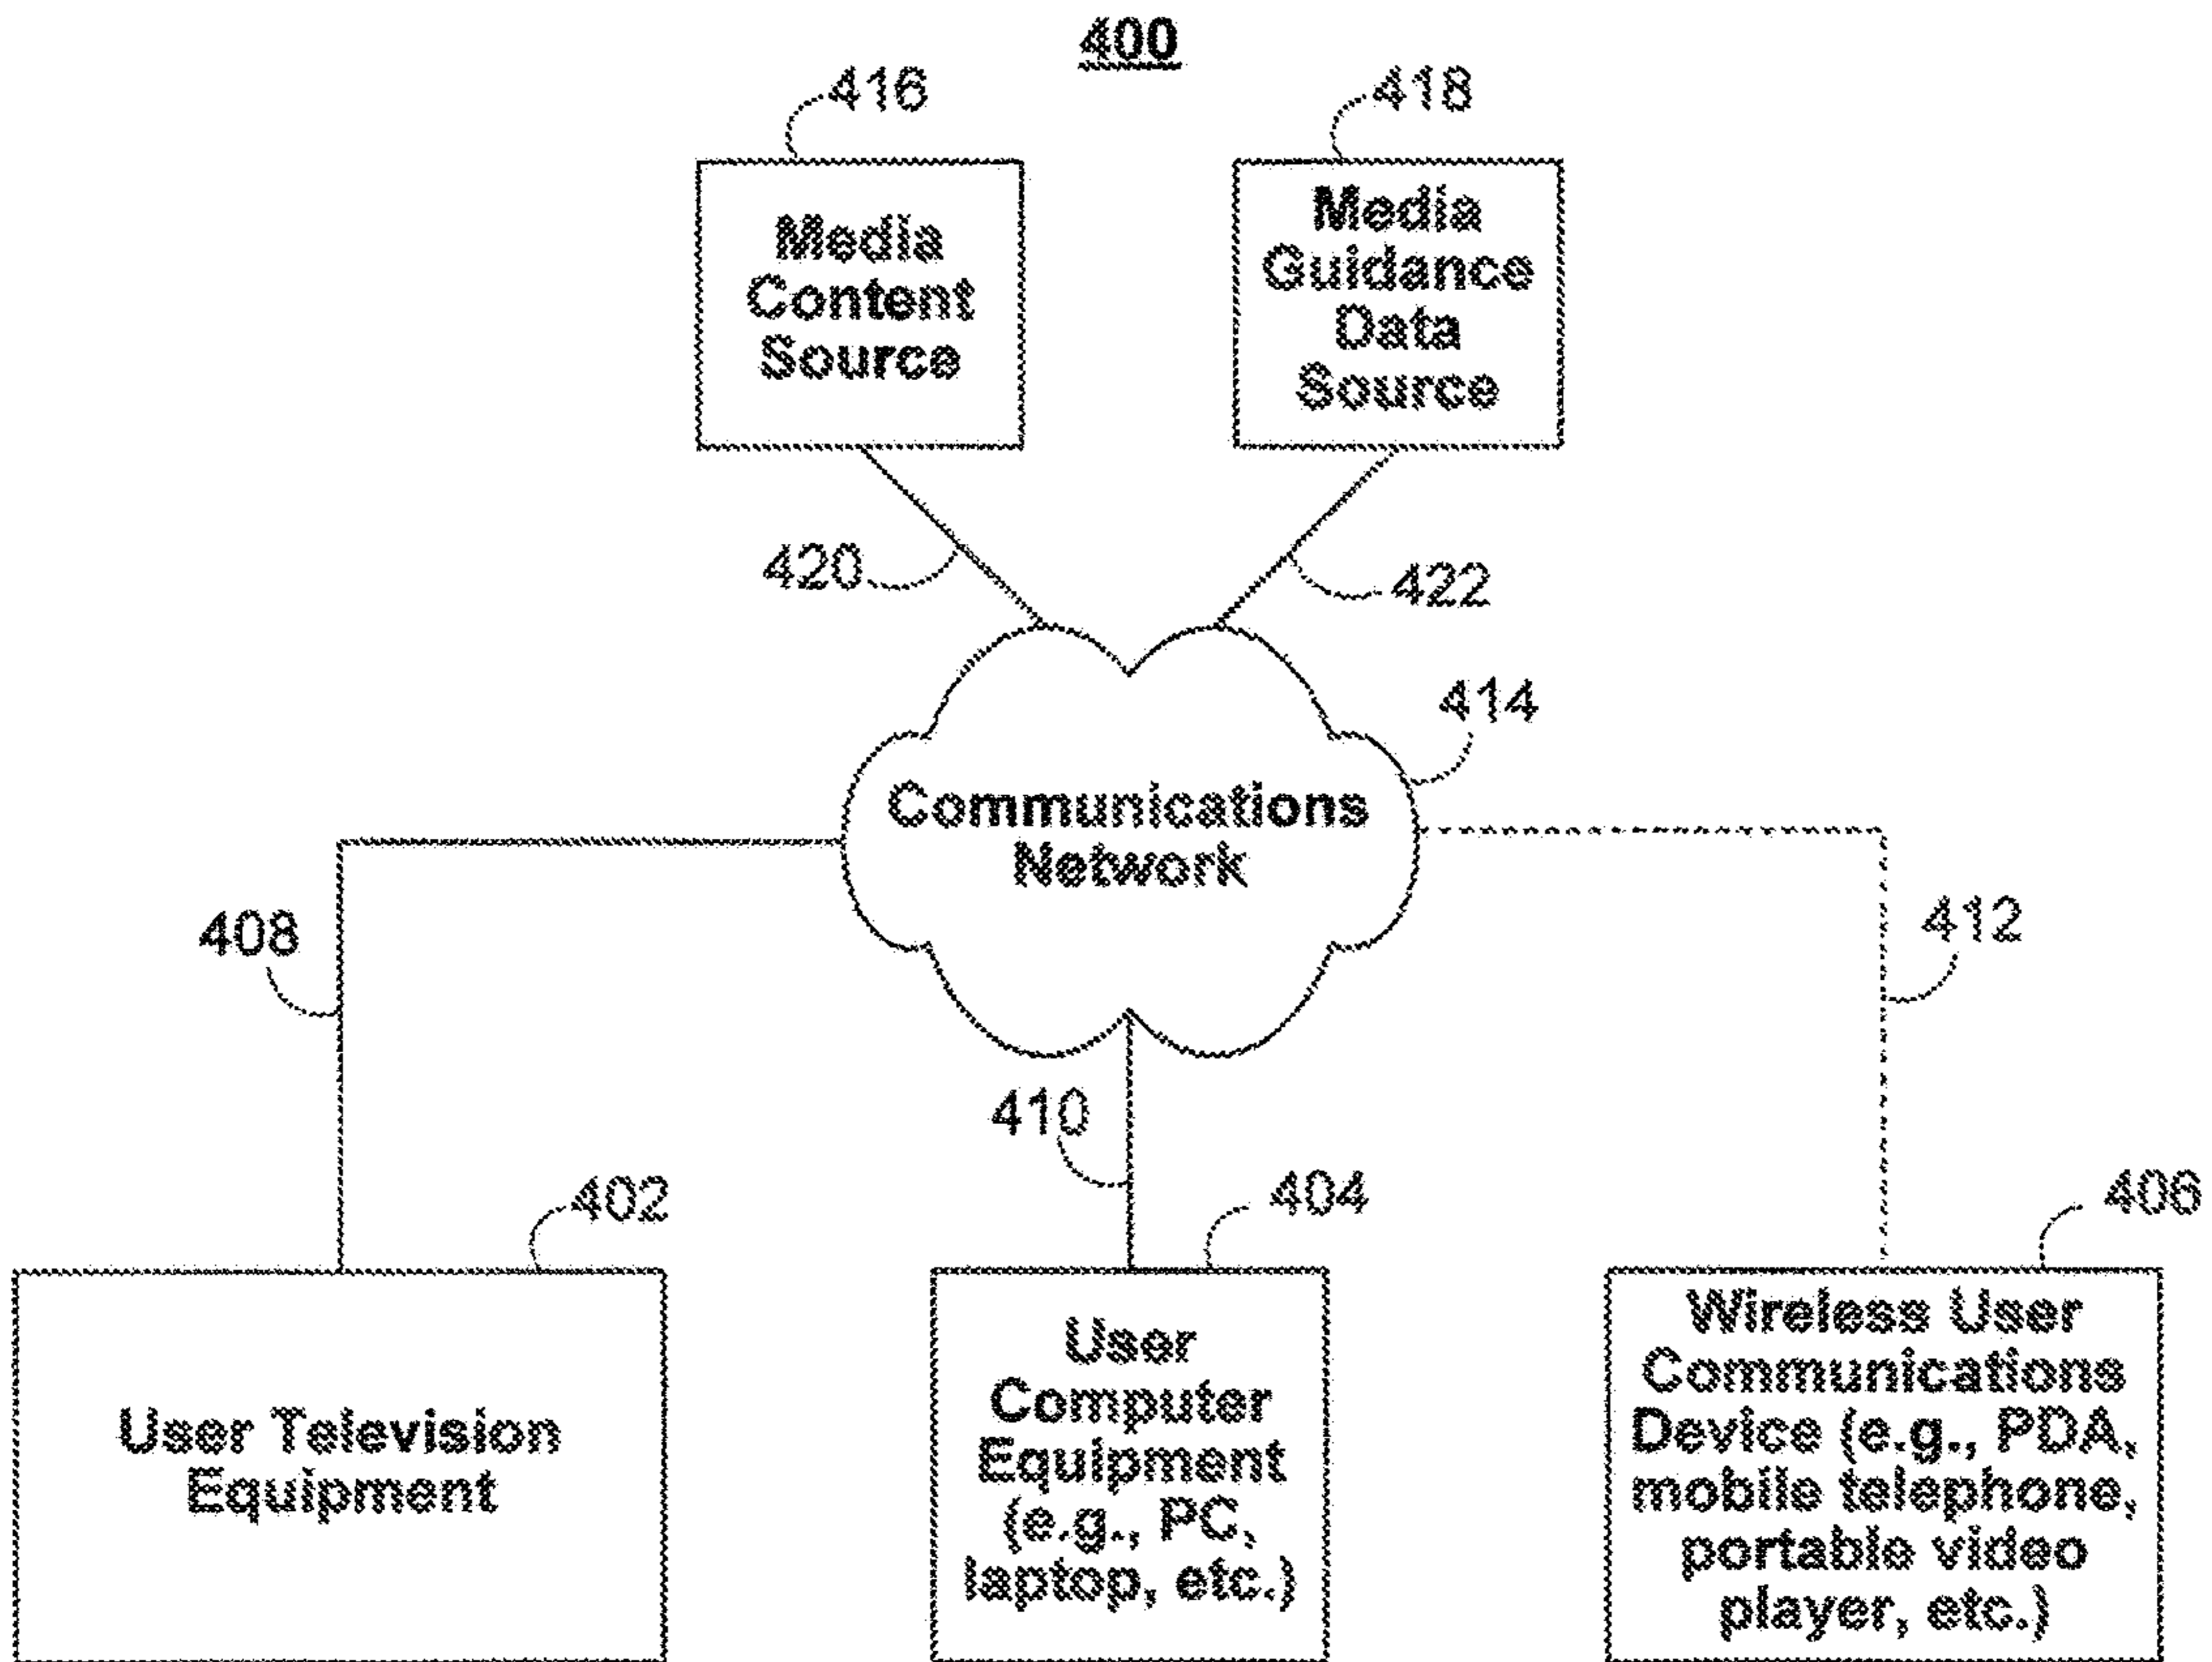 400
416
418
Media
Content
Source
Media
Guidance
Data
Source
420
422
414
Communications
Network
408
412
410
402
404
406
User Television
Equipment
User
Computer
Equipment
(e.g., PC,
laptop, etc.)
Wireless User
Communications
Device (e.g., PDA,
mobile telephone,
portable video
player, etc.)